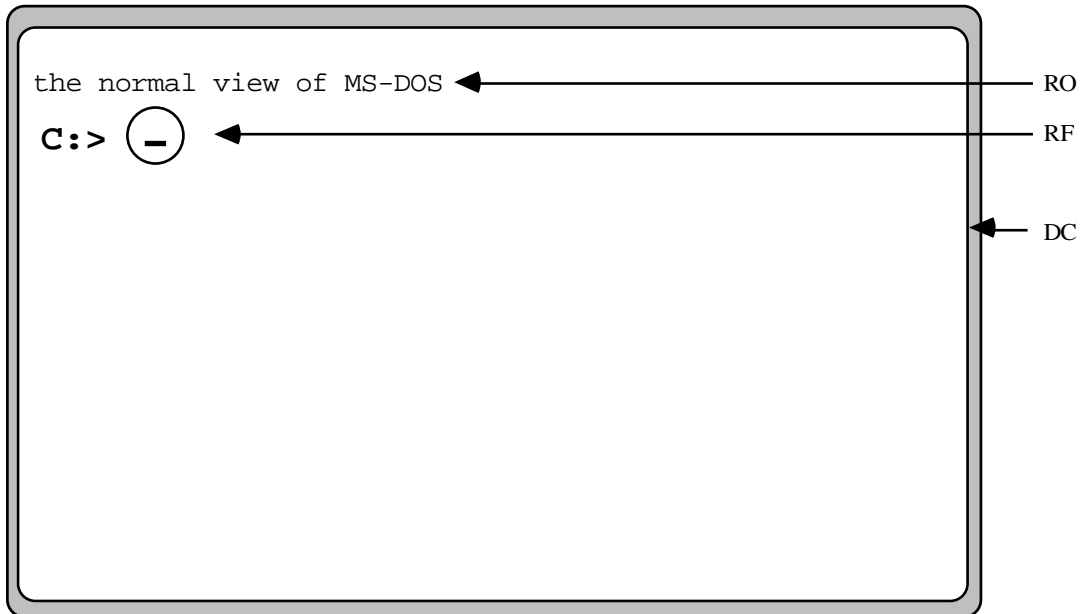 the normal view of MS-DOS
RO
C:> _
RF
DC